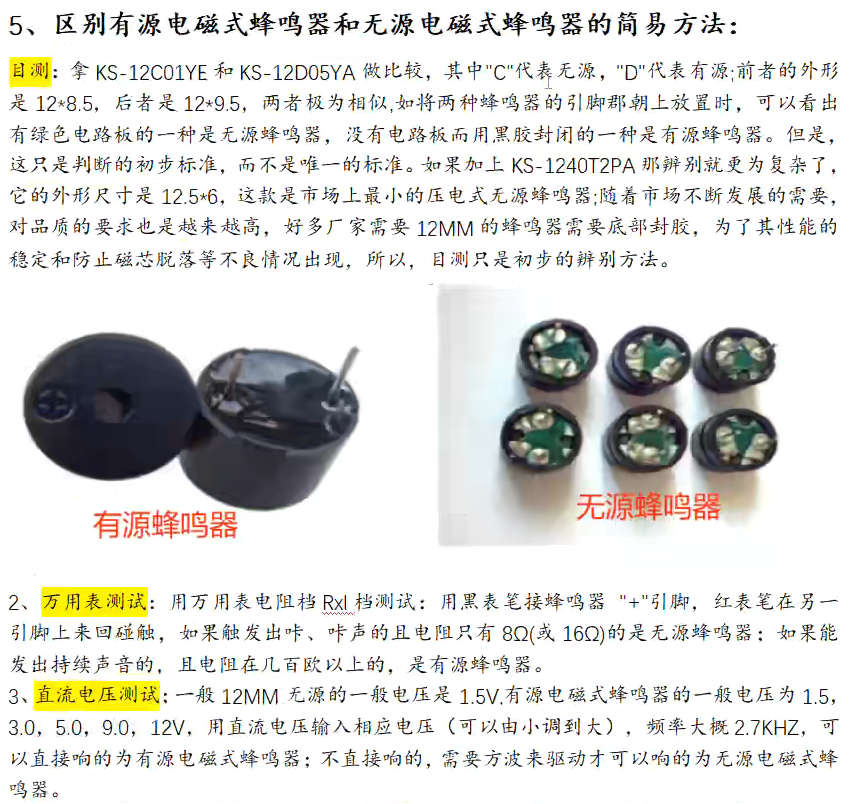 5、区别有源电磁式蜂鸣器和无源电磁式蜂鸣器的简易方法：
目测：拿 KS-12C01YE 和 KS-12D05YA 做比较，其中"C"代表无源，"D"代表有源;前者的外形
是 12*8.5，后者是 12*9.5，两者极为相似,如将两种蜂鸣器的引脚郡朝上放置时，可以看出
有绿色电路板的一种是无源蜂鸣器，没有电路板而用黑胶封闭的一种是有源蜂鸣器。但是，
这只是判断的初步标准，而不是唯一的标准。如果加上 KS-1240T2PA 那辨别就更为复杂了，
它的外形尺寸是 12.5*6，这款是市场上最小的压电式无源蜂鸣器;随着市场不断发展的需要，
对品质的要求也是越来越高，好多厂家需要 12MM 的蜂鸣器需要底部封胶，为了其性能的
稳定和防止磁芯脱落等不良情况出现，所以，目测只是初步的辨别方法。
有源蜂鸣器
无源蜂鸣器
2、万用表测试：用万用表电阻档 Rxl 档测试：用黑表笔接蜂鸣器 "+"引脚，红表笔在另一
引脚上来回碰触，如果触发出咔、咔声的且电阻只有 8Ω(或 16Ω)的是无源蜂鸣器；如果能
发出持续声音的，且电阻在几百欧以上的，是有源蜂鸣器。
3、直流电压测试；一般 12MM 无源的一般电压是 1.5V,有源电磁式蜂鸣器的一般电压为 1.5，
3.0，5.0，9.0，12V，用直流电压输入相应电压（可以由小调到大），频率大概 2.7KHZ，可
以直接响的为有源电磁式蜂鸣器；不直接响的，需要方波来驱动才可以响的为无源电磁式蜂
鸣器。